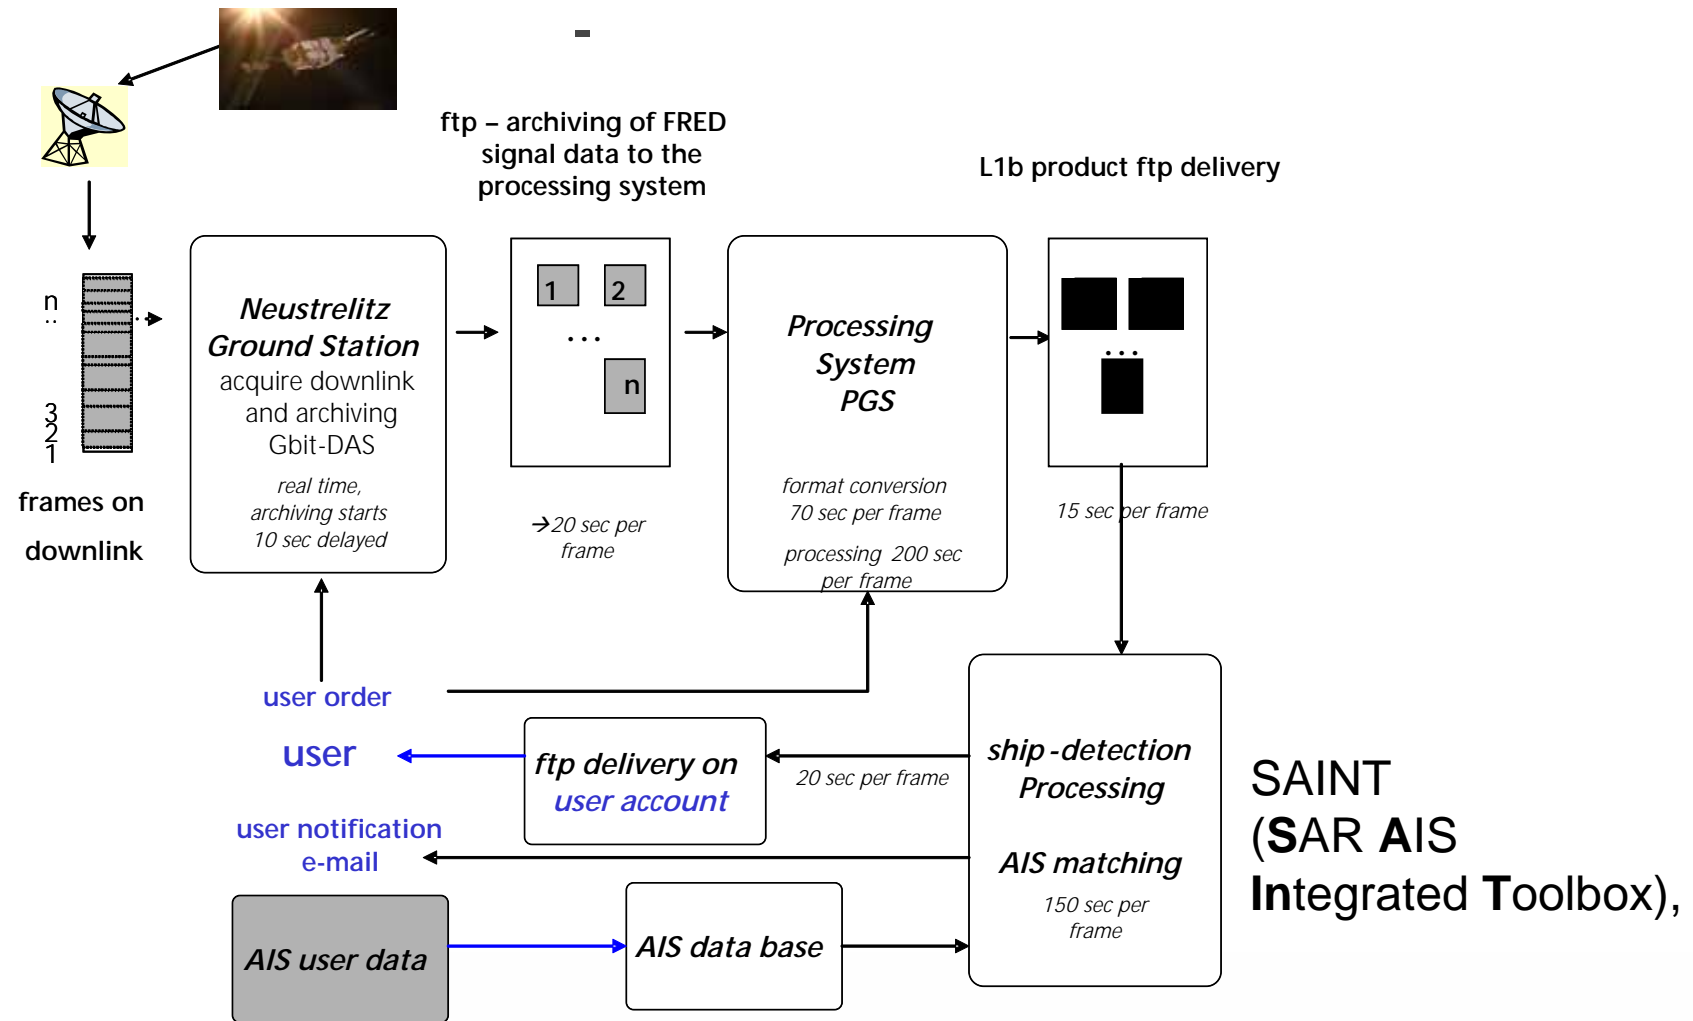 ftp – archiving of FRED
signal data to the
processing system
L1b product ftp delivery
n
..
3
2
1
frames on
downlink
Neustrelitz
Ground Station
acquire downlink
and archiving
Gbit-DAS
real time,
archiving starts
10 sec delayed
1
2
...
n
→20 sec per
frame
Processing
System
PGS
format conversion
70 sec per frame
processing 200 sec
per frame
...
15 sec per frame
user order
user
ftp delivery on
user account
20 sec per frame
user notification
e-mail
ship-detection
Processing
AIS matching
150 sec per
frame
AIS user data
AIS data base
SAINT
(SAR AIS
Integrated Toolbox),